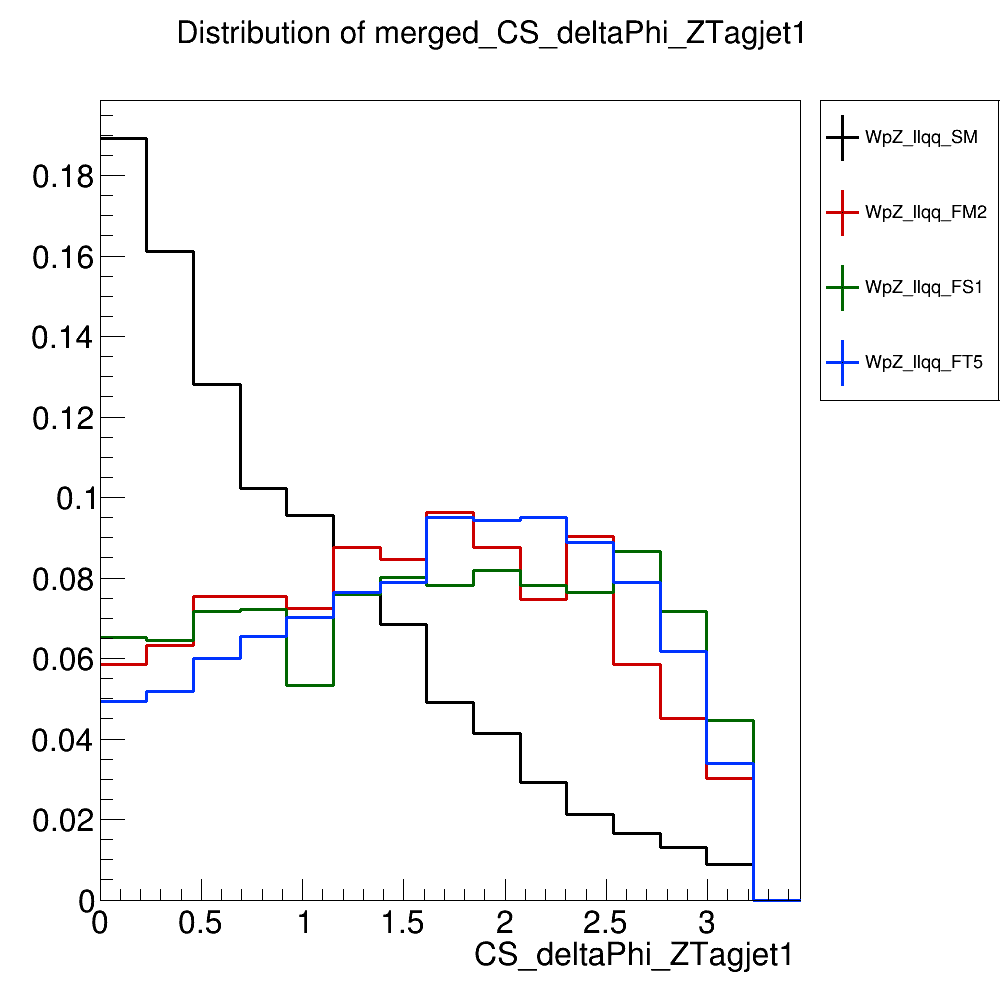 Distribution of merged_CS_deltaPhi_ZTagjet1
WpZ_llqq_SM
WpZ_llqq_FM2
WpZ_llqq_FS1
WpZ_llqq_FT5
0.18
0.16
0.14
0.12
0.1
0.08
0.06
0.04
0.02
0
0 0.5 1 1.5 2 2.5 3
CS_deltaPhi_ZTagjet1